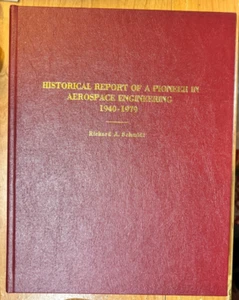 HISTORICAL REPORT OF A PIONEER IN
AEROSPACE ENGINEERING
1940-1979
Richard A. Schmidt